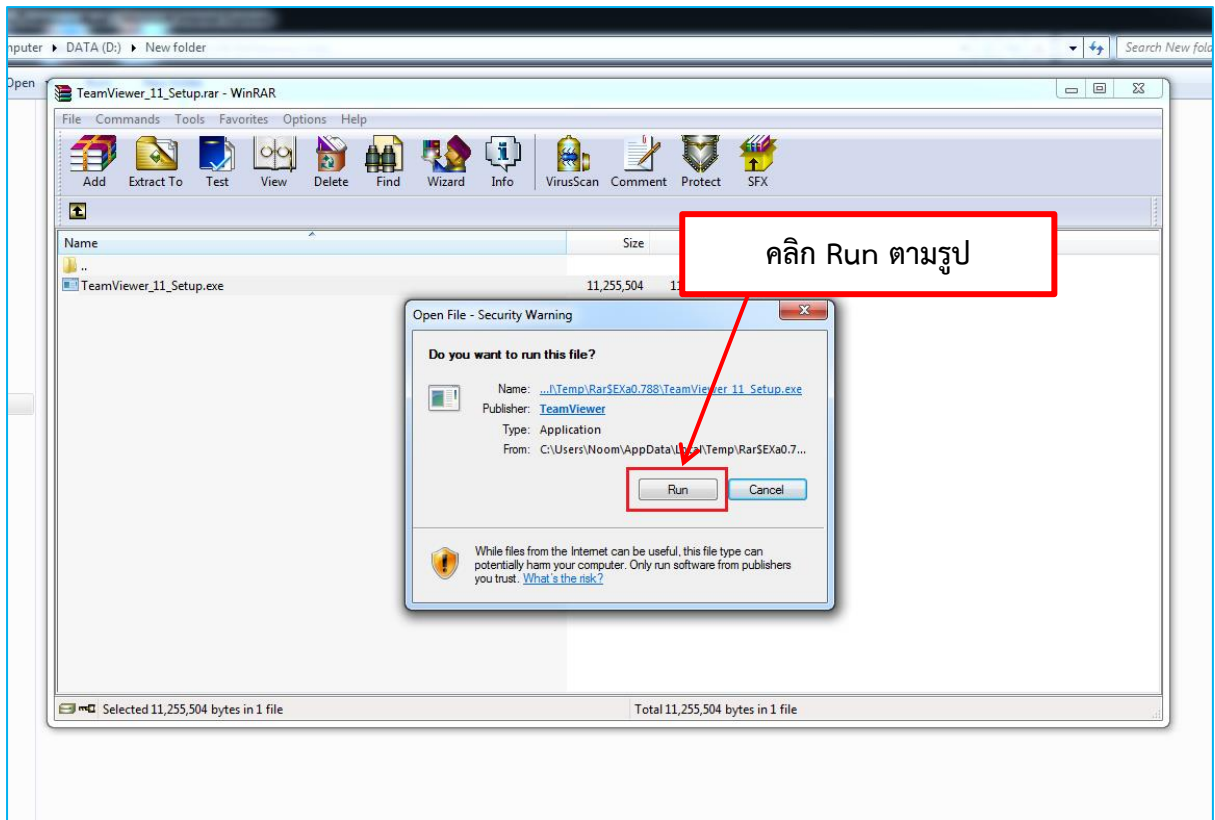 mputer ▸ DATA (D:) ▸ New folder
Search New fold
Open
TeamViewer_11_Setup.rar - WinRAR
File Commands Tools Favorites Options Help
Add Extract To Test View Delete Find Wizard Info VirusScan Comment Protect SFX
Name Size
..
TeamViewer_11_Setup.exe 11,255,504 11
คลิก Run ตามรูป
Open File - Security Warning
Do you want to run this file?
Name: ...l\Temp\Rar$EXa0.788\TeamViewer_11_Setup.exe
Publisher: TeamViewer
Type: Application
From: C:\Users\Noom\AppData\Local\Temp\Rar$EXa0.7...
Run Cancel
While files from the Internet can be useful, this file type can
potentially harm your computer. Only run software from publishers
you trust. What's the risk?
Selected 11,255,504 bytes in 1 file
Total 11,255,504 bytes in 1 file